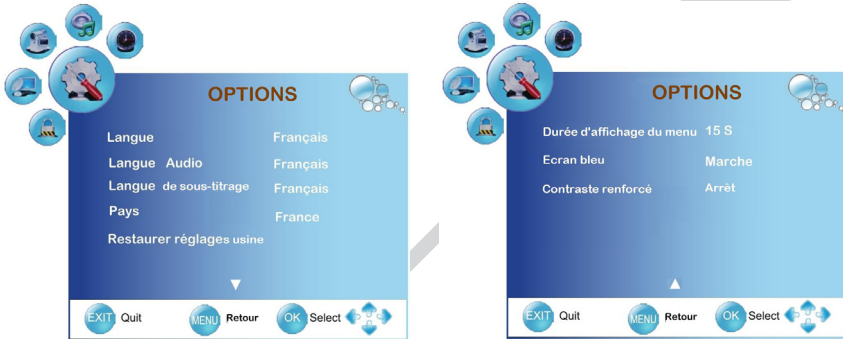 OPTIONS
Langue Français
Langue Audio Français
Langue de sous-titrage Français
Pays France
Restaurer réglages usine
EXIT Quit MENU Retour OK Select
OPTIONS
Durée d'affichage du menu 15 S
Ecran bleu Marche
Contraste renforcé Arrêt
EXIT Quit MENU Retour OK Select